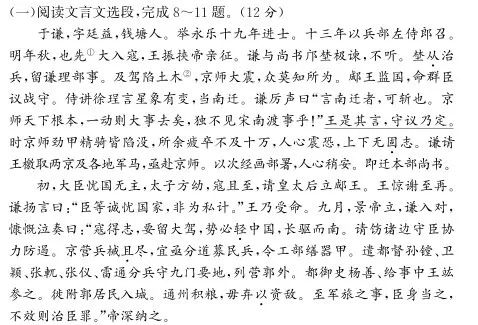 (一)阅读文言文选段,完成8～11题。(12分)
于谦,字廷益,钱塘人。举永乐十九年进士。十三年以兵部左侍郎召。
明年秋,也先①大入寇,王振挟帝亲征。谦与尚书邝埜极谏,不听。埜从治
兵,留谦理部事。及驾陷土木②,京师大震,众莫知所为。郕王监国,命群臣
议战守。侍讲徐珵言星象有变,当南迁。谦厉声曰“言南迁者,可斩也。京
师天下根本,一动则大事去矣,独不见宋南渡事乎!”王是其言,守议乃定。
时京师劲甲精骑皆陷没,所余疲卒不及十万,人心震恐,上下无固志。谦请
王檄取两京及各地军马,亟赴京师。以次经画部署,人心稍安。即迁本部尚书。
初,大臣忧国无主,太子方幼,寇且至,请皇太后立郕王。王惊谢至再。
谦扬言曰:“臣等诚忧国家,非为私计。”王乃受命。九月,景帝立,谦入对,
慷慨泣奏曰:“寇得志,要留大驾,势必轻中国,长驱而南。请饬诸边守臣协
力防遏。京营兵械且尽,宜亟分道募民兵,令工部缮器甲。遣都督孙镗、卫
颖、张軏、张仪、雷通分兵守九门要地,列营郭外。都御史杨善、给事中王竑
参之。徙附郭居民入城。通州积粮,毋弃以资敌。至军旅之事,臣身当之,
不效则治臣罪。”帝深纳之。